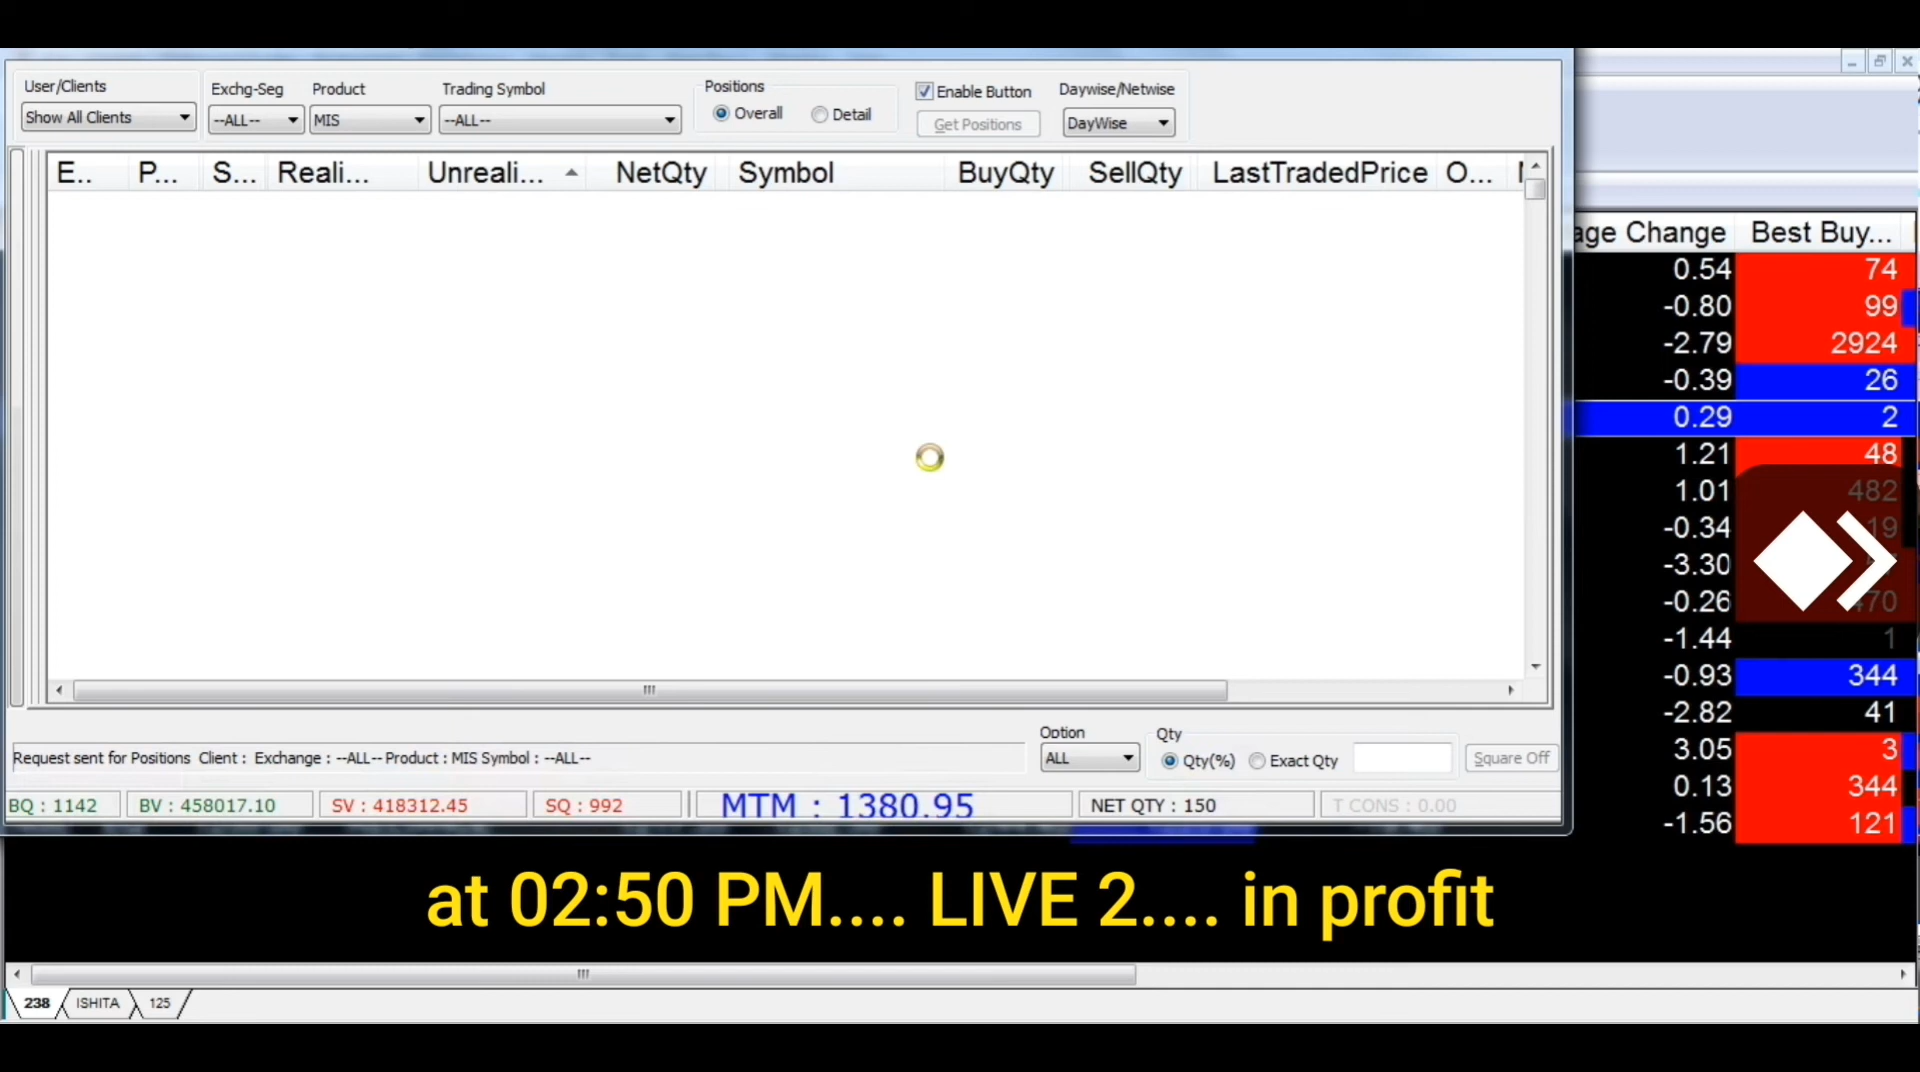 User/Clients
Show All Clients
Exchg-Seg
--ALL--
Product
MIS
Trading Symbol
--ALL--
Positions
Overall
Detail
Enable Button
Get Positions
Daywise/Netwise
DayWise
E.. P... S... Reali... Unreali... NetQty Symbol BuyQty SellQty LastTradedPrice O...
age Change Best Buy...
0.54 74
-0.80 99
-2.79 2924
-0.39 26
0.29 2
1.21 48
1.01 482
-0.34 19
-3.30
-0.26 470
-1.44 1
-0.93 344
-2.82 41
3.05 3
0.13 344
-1.56 121
Request sent for Positions Client : Exchange : --ALL-- Product : MIS Symbol : --ALL--
Option
ALL
Qty
Qty(%)
Exact Qty
Square Off
BQ : 1142 BV : 458017.10 SV : 418312.45 SQ : 992 MTM : 1380.95 NET QTY : 150 T CONS : 0.00
at 02:50 PM.... LIVE 2.... in profit
238 ISHITA 125